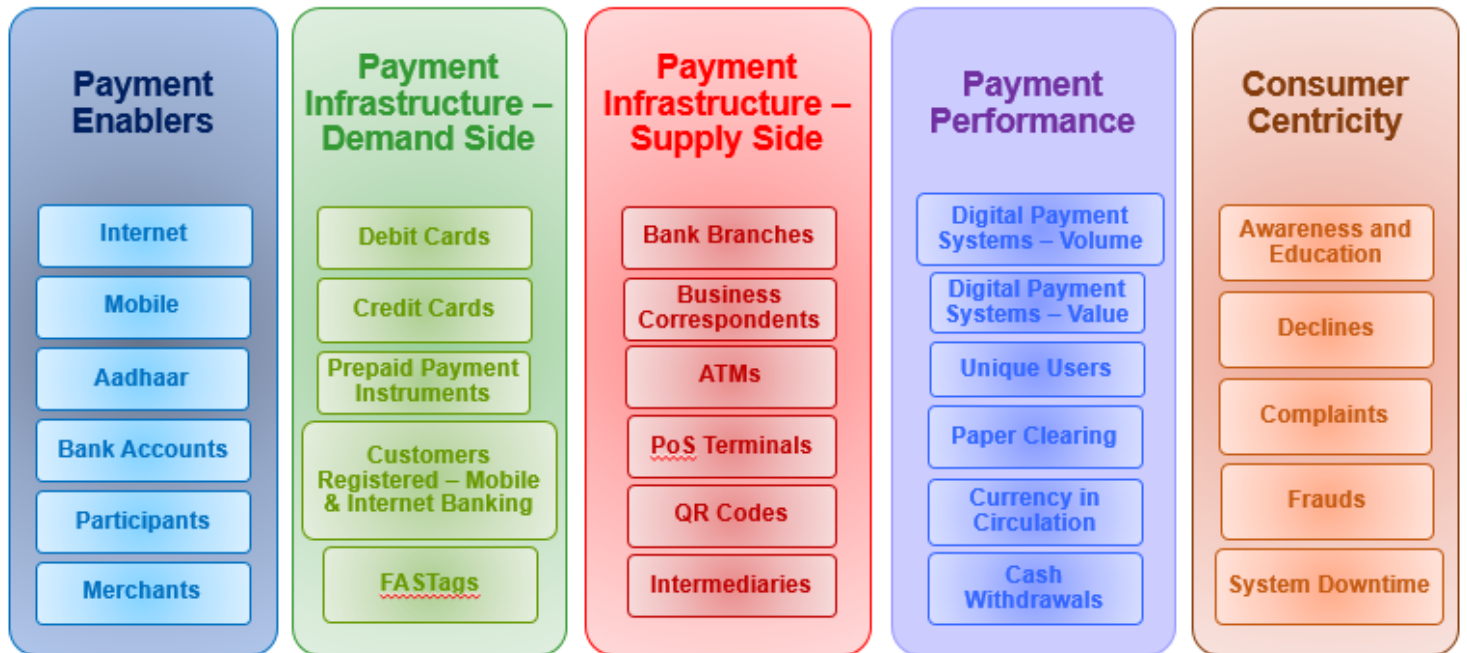 Payment
Enablers
Internet
Mobile
Aadhaar
Bank Accounts
Participants
Merchants
Payment
Infrastructure –
Demand Side
Debit Cards
Credit Cards
Prepaid Payment
Instruments
Customers
Registered – Mobile
& Internet Banking
FASTags
Payment
Infrastructure –
Supply Side
Bank Branches
Business
Correspondents
ATMs
PoS Terminals
QR Codes
Intermediaries
Payment
Performance
Digital Payment
Systems – Volume
Digital Payment
Systems – Value
Unique Users
Paper Clearing
Currency in
Circulation
Cash
Withdrawals
Consumer
Centricity
Awareness and
Education
Declines
Complaints
Frauds
System Downtime